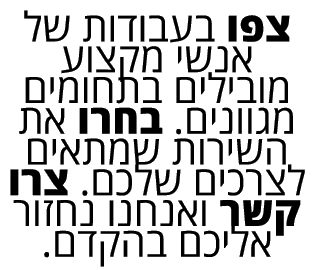 צפו בעבודות של
אנשי מקצוע
מובילים בתחומים
מגוונים. בחרו את
השירות שמתאים
לצרכים שלכם. צרו
קשר ואנחנו נחזור
אליכם בהקדם.